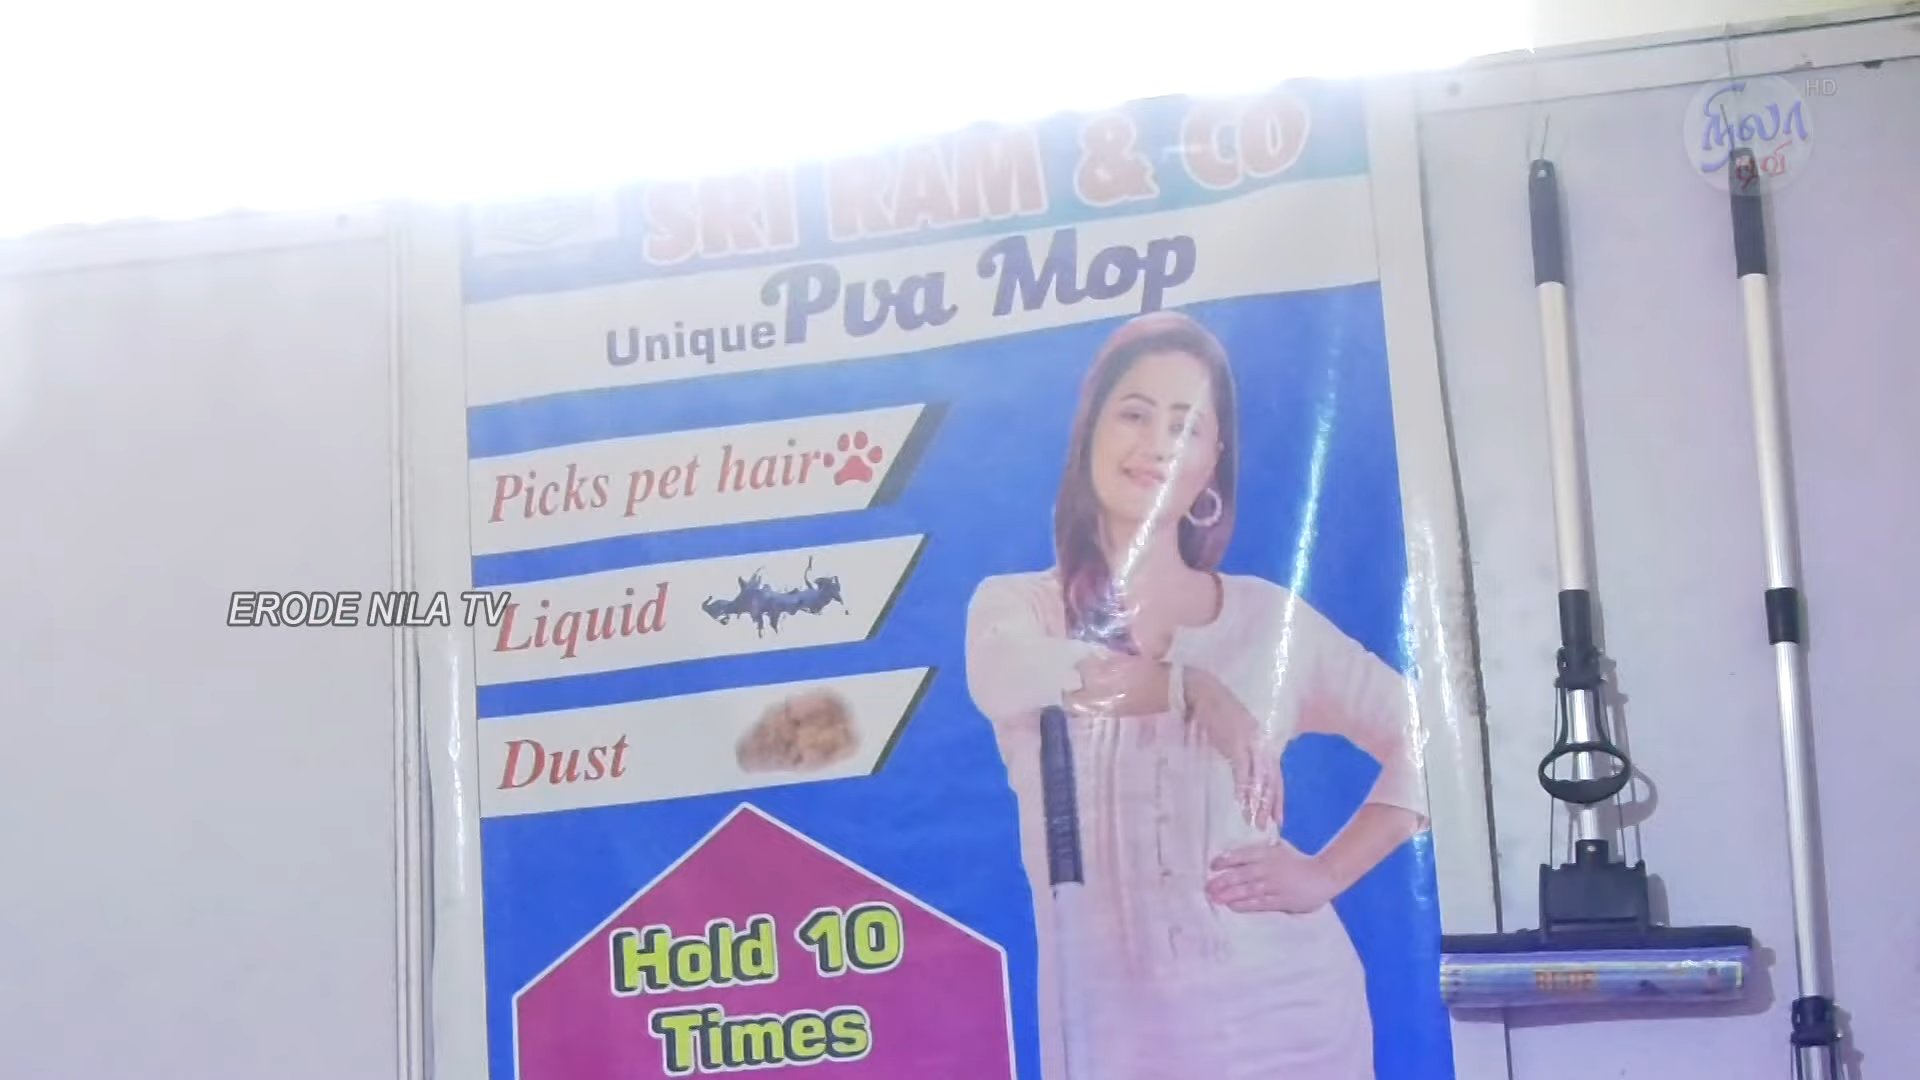 நிலா
டிவி
HD
SRI RAM & CO
Unique Pva Mop
Picks pet hair
Liquid
ERODE NILA TV
Dust
Hold 10
Times